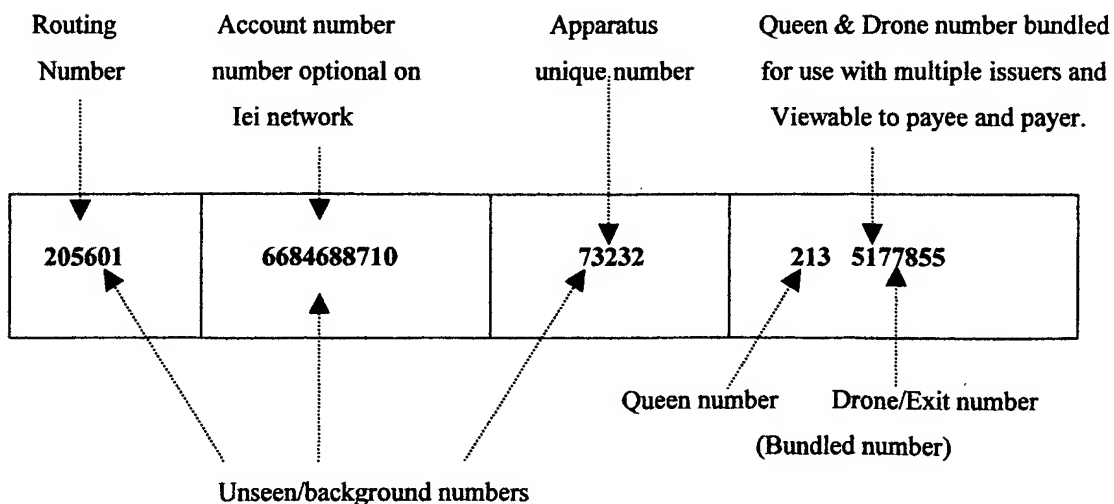 Routing
Number
Account number
number optional on
Iei network
Apparatus
unique number
Queen & Drone number bundled
for use with multiple issuers and
Viewable to payee and payer.
205601
6684688710
73232
213 5177855
Queen number
Drone/Exit number
(Bundled number)
Unseen/background numbers